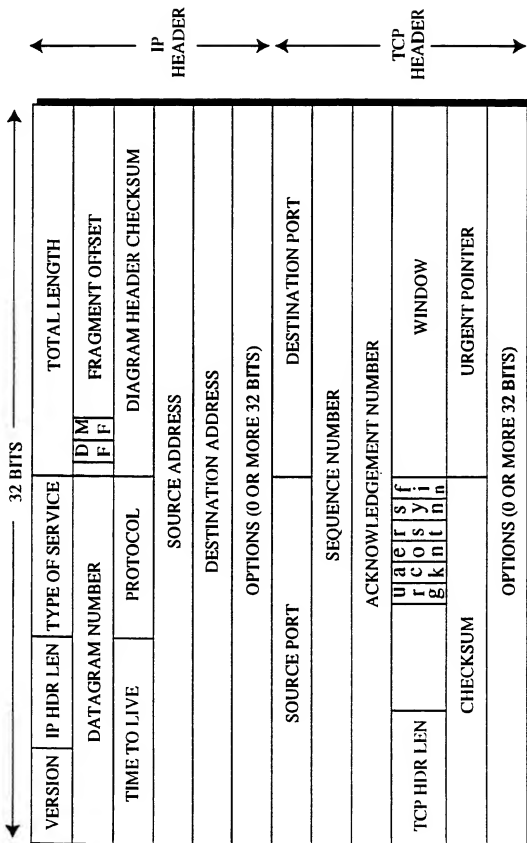 32 BITS
VERSION IP HDR LEN TYPE OF SERVICE TOTAL LENGTH
DATAGRAM NUMBER D F M F FRAGMENT OFFSET
TIME TO LIVE PROTOCOL DIAGRAM HEADER CHECKSUM
SOURCE ADDRESS
DESTINATION ADDRESS
OPTIONS (0 OR MORE 32 BITS)
IP
HEADER
SOURCE PORT DESTINATION PORT
SEQUENCE NUMBER
ACKNOWLEDGEMENT NUMBER
TCP HDR LEN
u a e r s f
r c o s y i
g k n t n n
WINDOW
CHECKSUM URGENT POINTER
OPTIONS (0 OR MORE 32 BITS)
TCP
HEADER